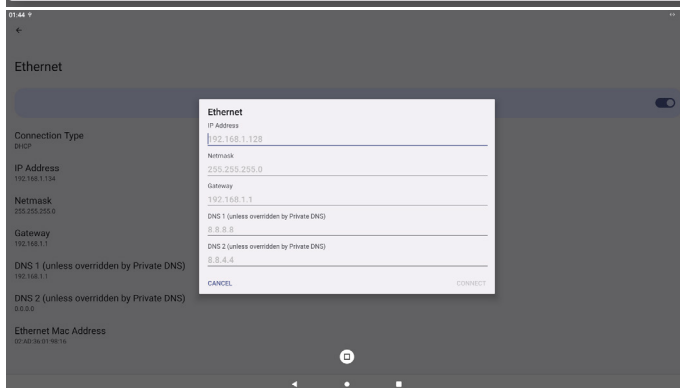 01:44
Ethernet
Connection Type
DHCP
IP Address
192.168.1.134
Netmask
255.255.255.0
Gateway
192.168.1.1
DNS 1 (unless overridden by Private DNS)
192.168.1.1
DNS 2 (unless overridden by Private DNS)
0.0.0.0
Ethernet Mac Address
Ethernet
IP Address
192.168.1.128
Netmask
255.255.255.0
Gateway
192.168.1.1
DNS 1 (unless overridden by Private DNS)
8.8.8.8
DNS 2 (unless overridden by Private DNS)
8.8.4.4
CANCEL CONNECT